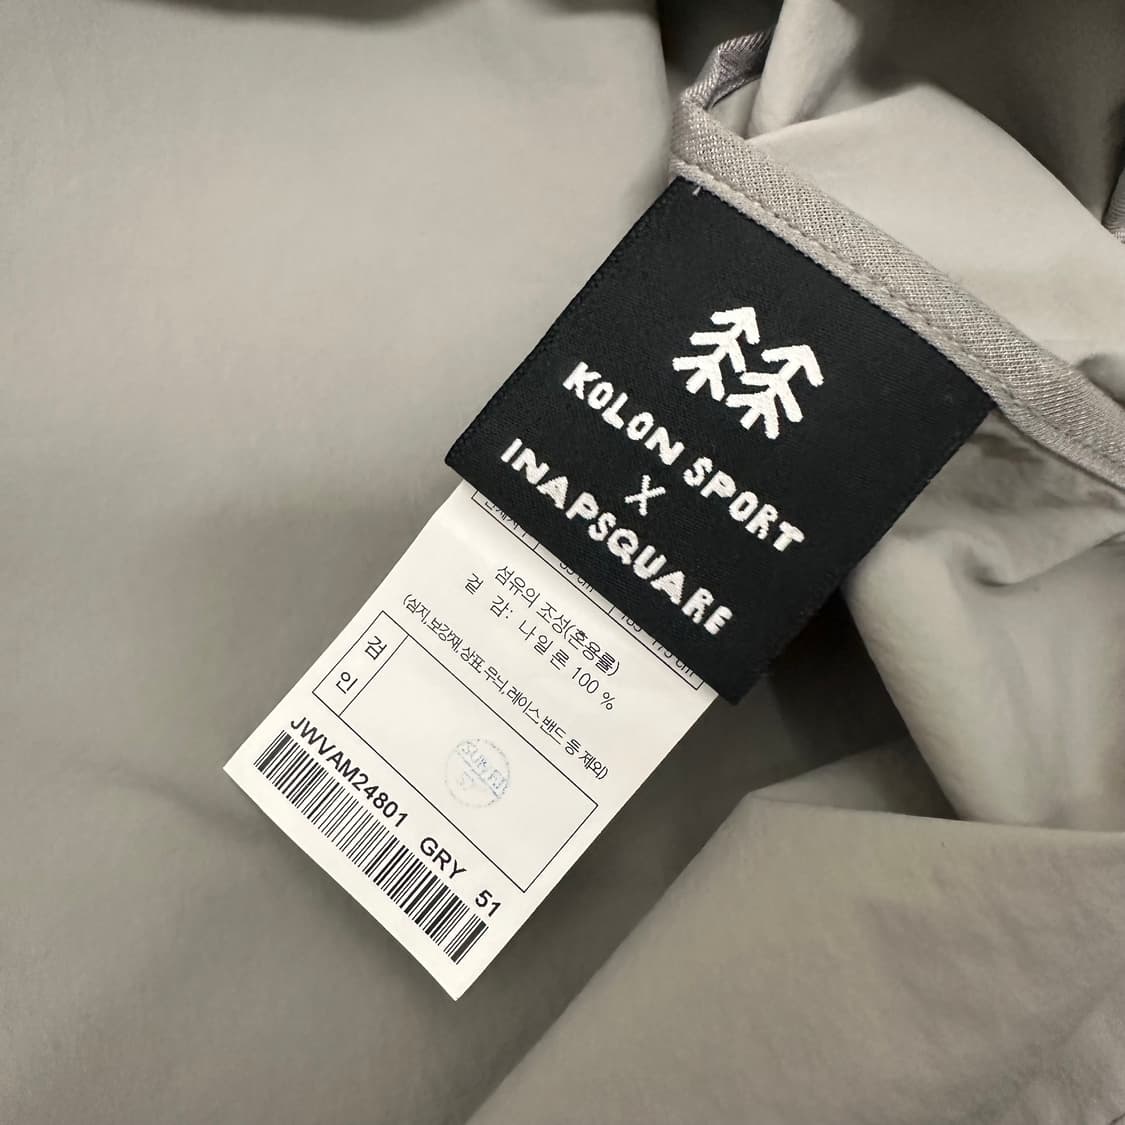 KOLON SPORT
X
INAPSQUARE
섬유의 조성(혼용률)
겉 감: 나일론 100 %
(심지, 보강재, 상표, 무늬, 레이스, 밴드 등 제외)
검인
JWVAM24801 GRY 51